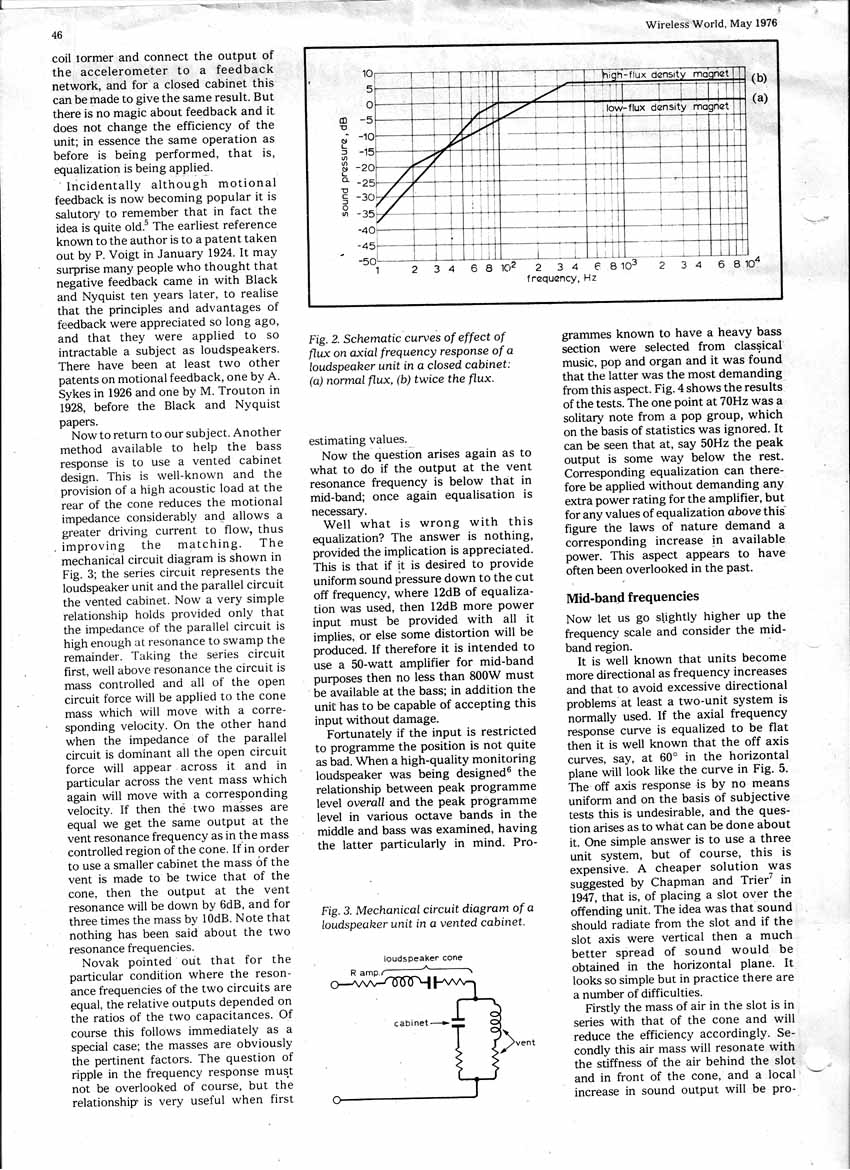 46
Wireless World, May 1976
coil former and connect the output of
the accelerometer to a feedback
network, and for a closed cabinet this
can be made to give the same result. But
there is no magic about feedback and it
does not change the efficiency of the
unit; in essence the same operation as
before is being performed, that is,
equalization is being applied.
Incidentally although motional
feedback is now becoming popular it is
salutory to remember that in fact the
idea is quite old.⁵ The earliest reference
known to the author is to a patent taken
out by P. Voigt in January 1924. It may
surprise many people who thought that
negative feedback came in with Black
and Nyquist ten years later, to realise
that the principles and advantages of
feedback were appreciated so long ago,
and that they were applied to so
intractable a subject as loudspeakers.
There have been at least two other
patents on motional feedback, one by A.
Sykes in 1926 and one by M. Trouton in
1928, before the Black and Nyquist
papers.
Now to return to our subject. Another
method available to help the bass
response is to use a vented cabinet
design. This is well-known and the
provision of a high acoustic load at the
rear of the cone reduces the motional
impedance considerably and allows a
greater driving current to flow, thus
improving the matching. The
mechanical circuit diagram is shown in
Fig. 3; the series circuit represents the
loudspeaker unit and the parallel circuit
the vented cabinet. Now a very simple
relationship holds provided only that
the impedance of the parallel circuit is
high enough at resonance to swamp the
remainder. Taking the series circuit
first, well above resonance the circuit is
mass controlled and all of the open
circuit force will be applied to the cone
mass which will move with a corre-
sponding velocity. On the other hand
when the impedance of the parallel
circuit is dominant all the open circuit
force will appear across it and in
particular across the vent mass which
again will move with a corresponding
velocity. If then the two masses are
equal we get the same output at the
vent resonance frequency as in the mass
controlled region of the cone. If in order
to use a smaller cabinet the mass of the
vent is made to be twice that of the
cone, then the output at the vent
resonance will be down by 6dB, and for
three times the mass by 10dB. Note that
nothing has been said about the two
resonance frequencies.
Novak pointed out that for the
particular condition where the reson-
ance frequencies of the two circuits are
equal, the relative outputs depended on
the ratios of the two capacitances. Of
course this follows immediately as a
special case; the masses are obviously
the pertinent factors. The question of
ripple in the frequency response must
not be overlooked of course, but the
relationship is very useful when first
10
5
0
-5
-10
-15
-20
-25
-30
-35
-40
-45
-50
sound pressure, dB
high-flux density magnet
(b)
(a)
low-flux density magnet
1 2 3 4 6 8 10² 2 3 4 6 8 10³ 2 3 4 6 8 10⁴
frequency, Hz
Fig. 2. Schematic curves of effect of
flux on axial frequency response of a
loudspeaker unit in a closed cabinet:
(a) normal flux, (b) twice the flux.
estimating values.
Now the question arises again as to
what to do if the output at the vent
resonance frequency is below that in
mid-band; once again equalisation is
necessary.
Well what is wrong with this
equalization? The answer is nothing,
provided the implication is appreciated.
This is that if it is desired to provide
uniform sound pressure down to the cut
off frequency, where 12dB of equaliza-
tion was used, then 12dB more power
input must be provided with all it
implies, or else some distortion will be
produced. If therefore it is intended to
use a 50-watt amplifier for mid-band
purposes then no less than 800W must
be available at the bass; in addition the
unit has to be capable of accepting this
input without damage.
Fortunately if the input is restricted
to programme the position is not quite
as bad. When a high-quality monitoring
loudspeaker was being designed⁶ the
relationship between peak programme
level overall and the peak programme
level in various octave bands in the
middle and bass was examined, having
the latter particularly in mind. Pro-
Fig. 3. Mechanical circuit diagram of a
loudspeaker unit in a vented cabinet.
loudspeaker cone
R amp.
cabinet
vent
grammes known to have a heavy bass
section were selected from classical
music, pop and organ and it was found
that the latter was the most demanding
from this aspect. Fig. 4 shows the results
of the tests. The one point at 70Hz was a
solitary note from a pop group, which
on the basis of statistics was ignored. It
can be seen that at, say 50Hz the peak
output is some way below the rest.
Corresponding equalization can there-
fore be applied without demanding any
extra power rating for the amplifier, but
for any values of equalization above this
figure the laws of nature demand a
corresponding increase in available
power. This aspect appears to have
often been overlooked in the past.
Mid-band frequencies
Now let us go slightly higher up the
frequency scale and consider the mid-
band region.
It is well known that units become
more directional as frequency increases
and that to avoid excessive directional
problems at least a two-unit system is
normally used. If the axial frequency
response curve is equalized to be flat
then it is well known that the off axis
curves, say, at 60° in the horizontal
plane will look like the curve in Fig. 5.
The off axis response is by no means
uniform and on the basis of subjective
tests this is undesirable, and the ques-
tion arises as to what can be done about
it. One simple answer is to use a three
unit system, but of course, this is
expensive. A cheaper solution was
suggested by Chapman and Trier⁷ in
1947, that is, of placing a slot over the
offending unit. The idea was that sound
should radiate from the slot and if the
slot axis were vertical then a much
better spread of sound would be
obtained in the horizontal plane. It
looks so simple but in practice there are
a number of difficulties.
Firstly the mass of air in the slot is in
series with that of the cone and will
reduce the efficiency accordingly. Se-
condly this air mass will resonate with
the stiffness of the air behind the slot
and in front of the cone, and a local
increase in sound output will be pro-